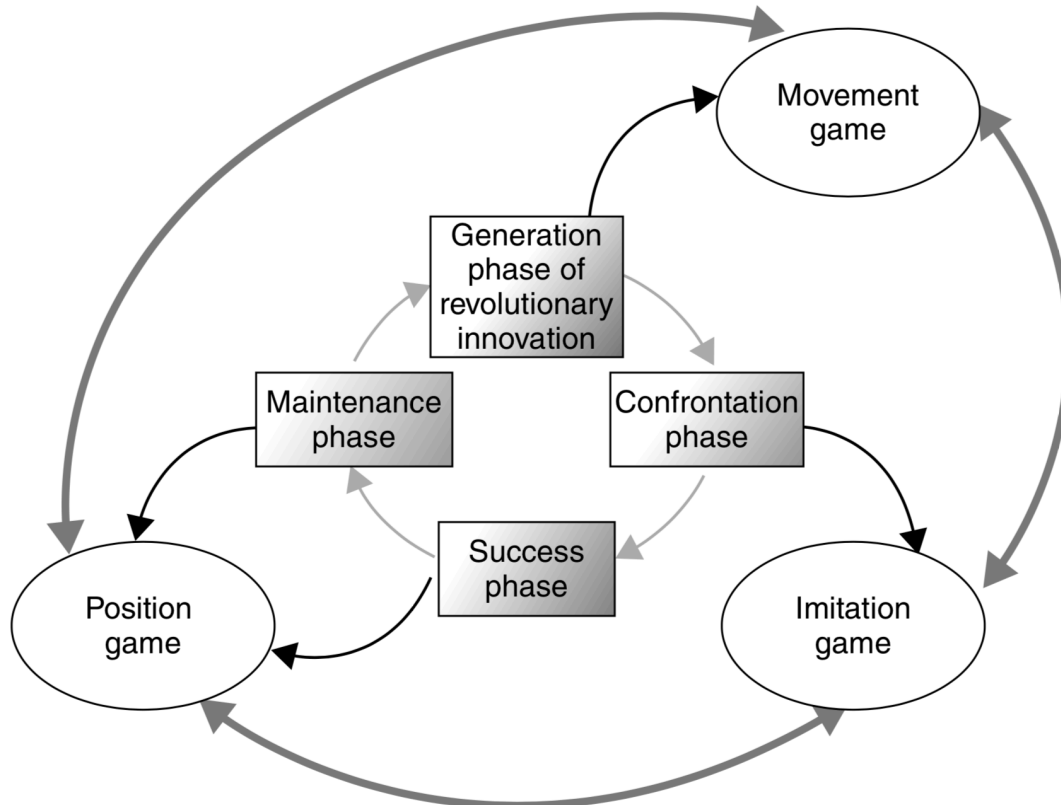 Movement
game
Generation
phase of
revolutionary
innovation
Maintenance
phase
Confrontation
phase
Success
phase
Position
game
Imitation
game